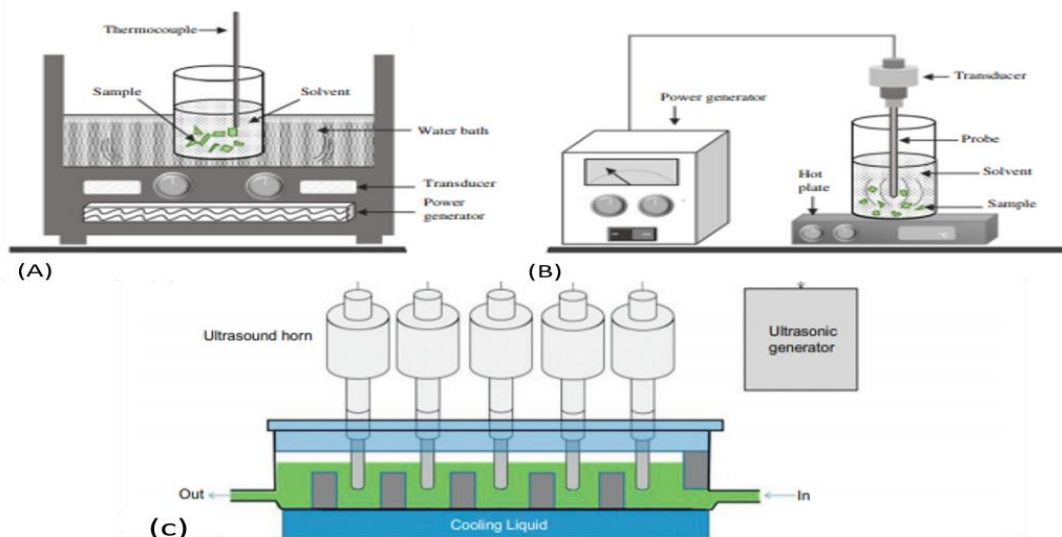 Thermocouple
Sample
Solvent
Water bath
Transducer
Power
generator
(A)
Power generator
Transducer
Probe
Solvent
Hot
plate
Sample
°C
(B)
Ultrasound horn
Ultrasonic
generator
Out
In
Cooling Liquid
(c)